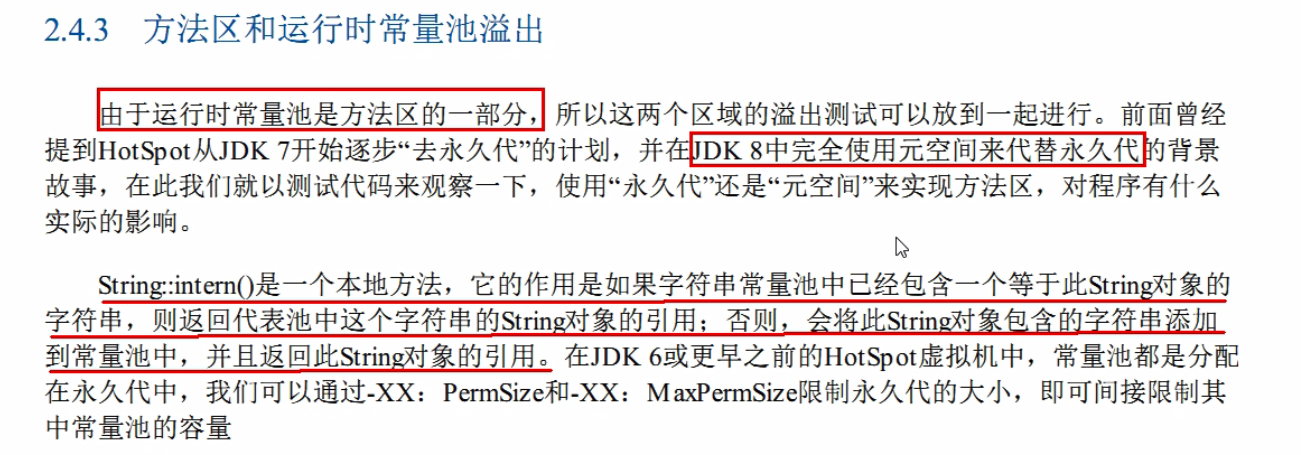 2.4.3 方法区和运行时常量池溢出
由于运行时常量池是方法区的一部分，所以这两个区域的溢出测试可以放到一起进行。前面曾经
提到HotSpot从JDK 7开始逐步“去永久代”的计划，并在JDK 8中完全使用元空间来代替永久代的背景
故事，在此我们就以测试代码来观察一下，使用“永久代”还是“元空间”来实现方法区，对程序有什么
实际的影响。
String::intern()是一个本地方法，它的作用是如果字符串常量池中已经包含一个等于此String对象的
字符串，则返回代表池中这个字符串的String对象的引用；否则，会将此String对象包含的字符串添加
到常量池中，并且返回此String对象的引用。在JDK 6或更早之前的HotSpot虚拟机中，常量池都是分配
在永久代中，我们可以通过-XX：PermSize和-XX：MaxPermSize限制永久代的大小，即可间接限制其
中常量池的容量